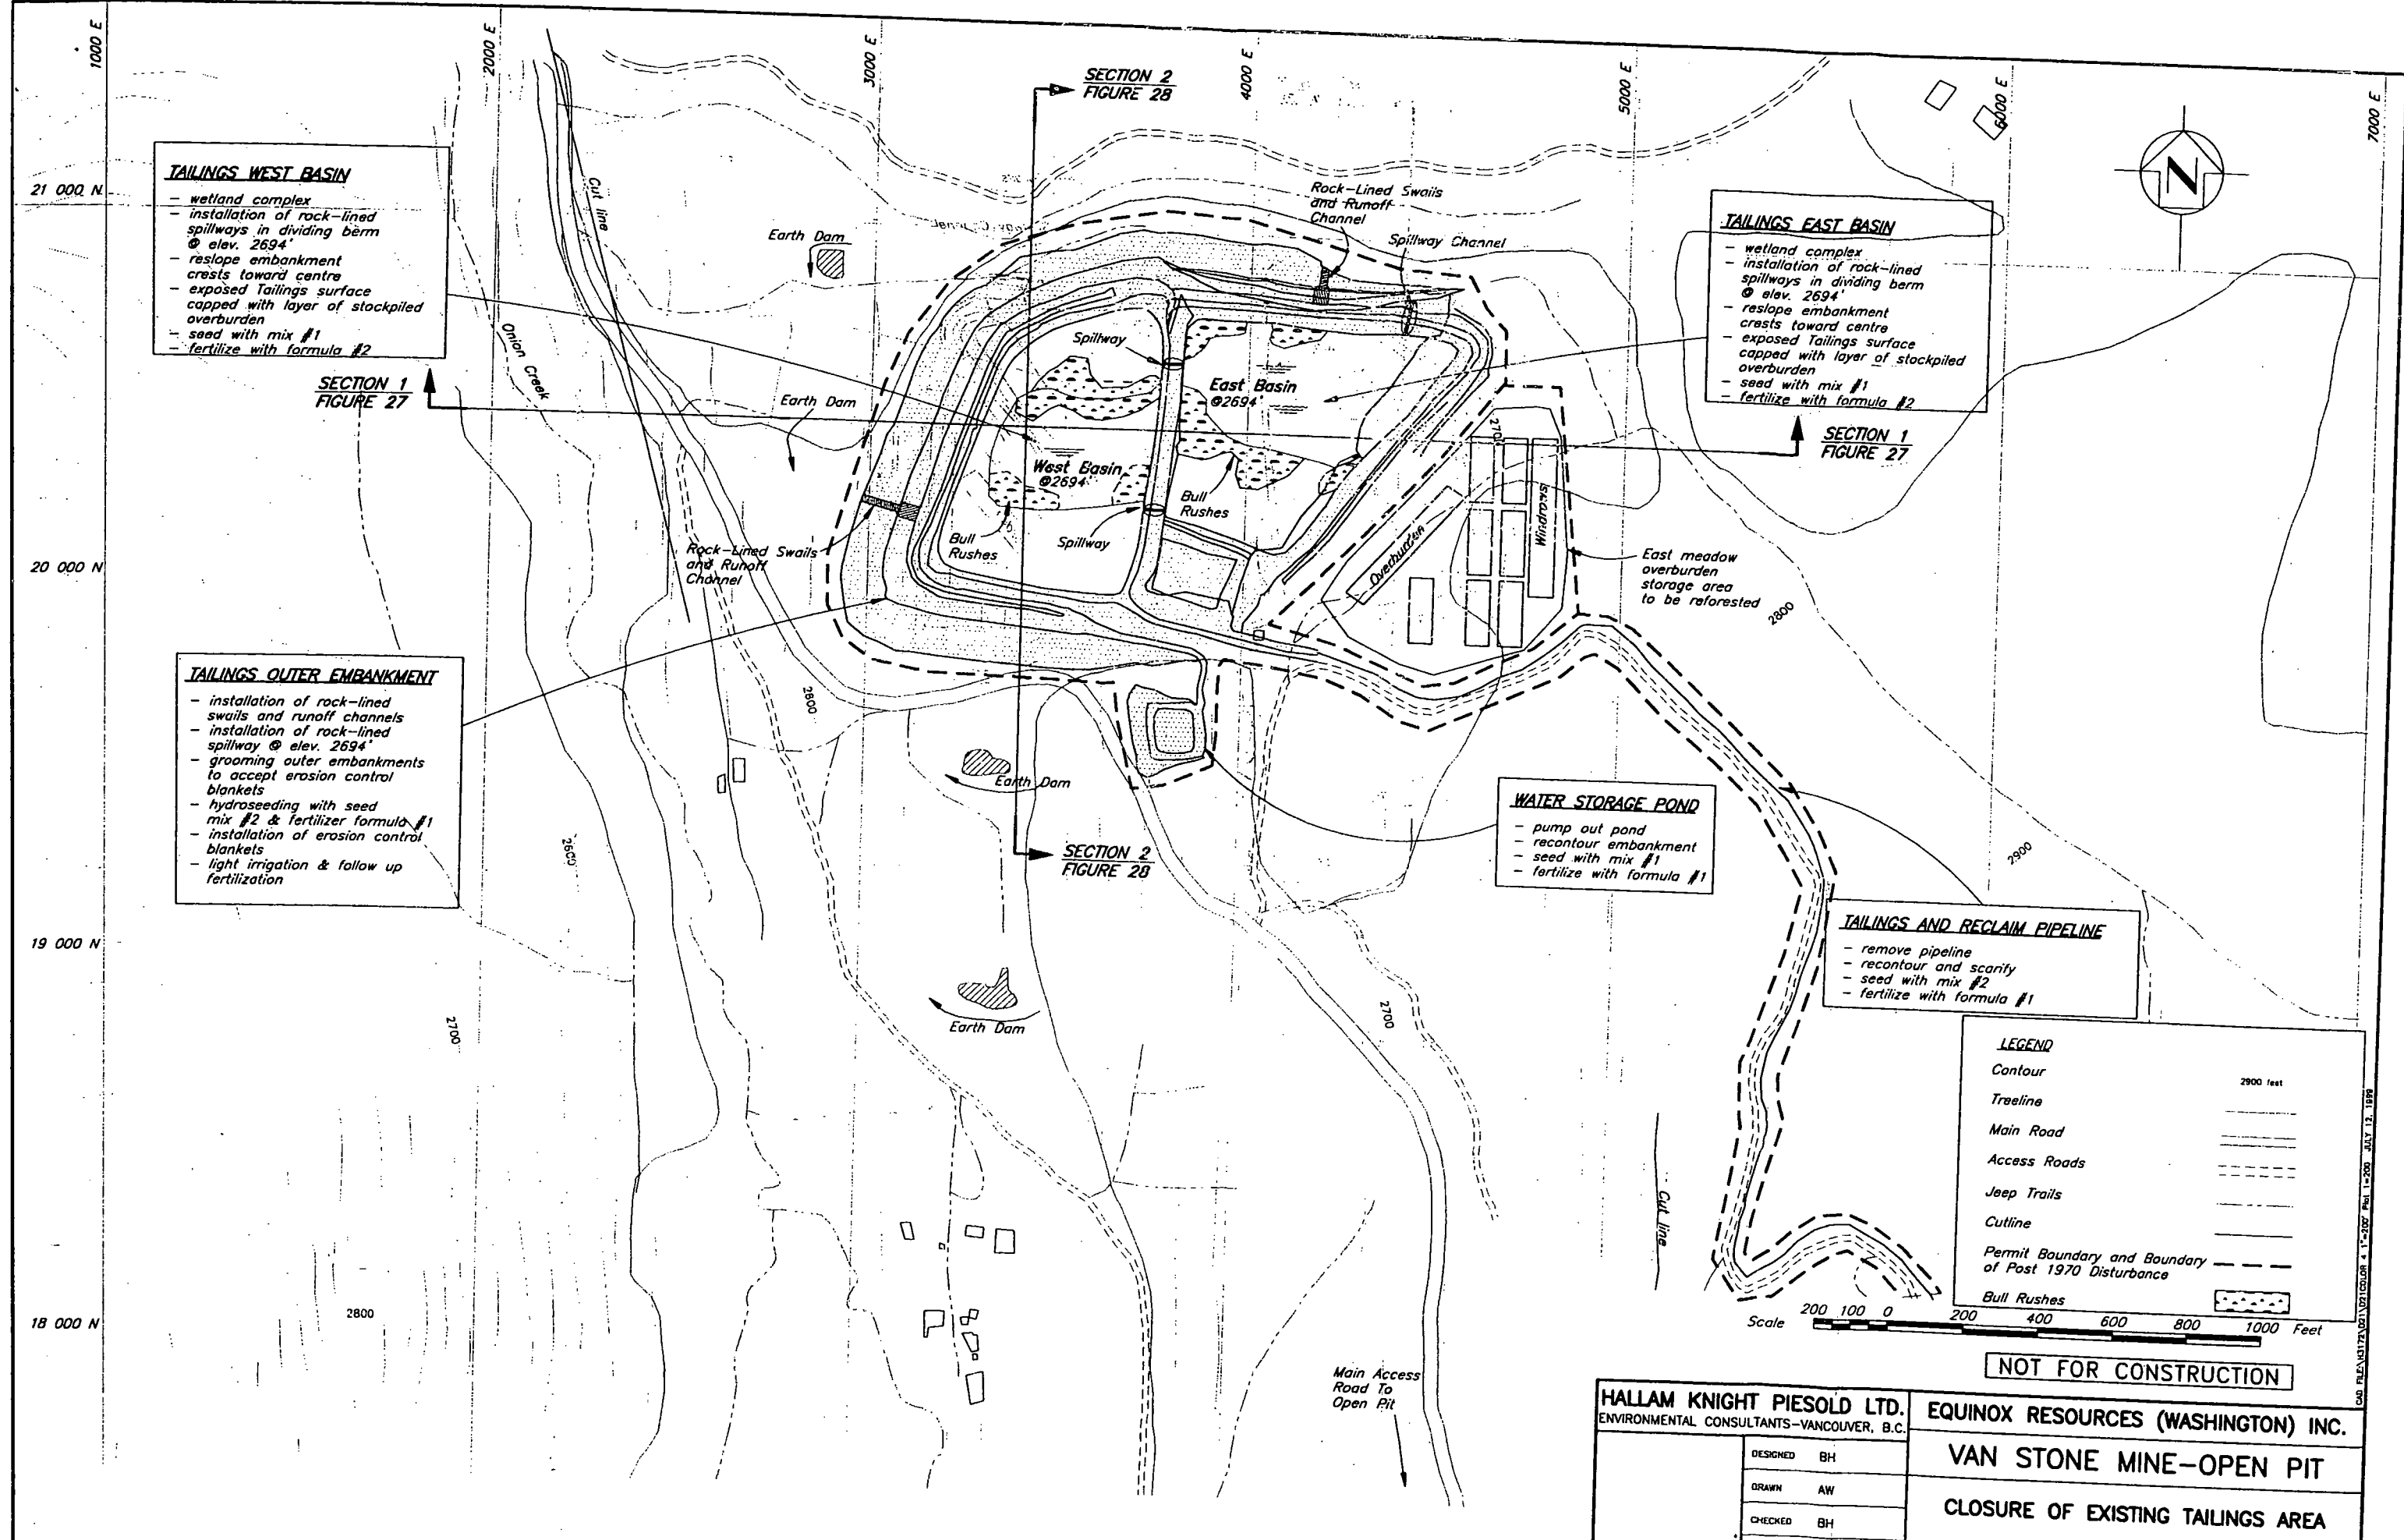 1000 E
2000 E
3000 E
4000 E
5000 E
6000 E
7000 E
21 000 N
20 000 N
19 000 N
18 000 N
SECTION 2
FIGURE 28
N
TAILINGS WEST BASIN
- wetland complex
- installation of rock-lined
spillways in dividing berm
@ elev. 2694'
- reslope embankment
crests toward centre
- exposed Tailings surface
capped with layer of stockpiled
overburden
- seed with mix #1
- fertilize with formula #2
SECTION 1
FIGURE 27
Cut line
Onion Creek
Earth Dam
Earth Dam
Rock-Lined Swails
and Runoff
Channel
Spillway Channel
TAILINGS EAST BASIN
- wetland complex
- installation of rock-lined
spillways in dividing berm
@ elev. 2694'
- reslope embankment
crests toward centre
- exposed Tailings surface
capped with layer of stockpiled
overburden
- seed with mix #1
- fertilize with formula #2
SECTION 1
FIGURE 27
Spillway
East Basin
@2694'
West Basin
@2694'
Bull
Rushes
Bull
Rushes
Spillway
Rock-Lined Swails
and Runoff
Channel
Overburden
Windrows
East meadow
overburden
storage area
to be reforested
2800
TAILINGS OUTER EMBANKMENT
- installation of rock-lined
swails and runoff channels
- installation of rock-lined
spillway @ elev. 2694'
- grooming outer embankments
to accept erosion control
blankets
- hydroseeding with seed
mix #2 & fertilizer formula #1
- installation of erosion control
blankets
- light irrigation & follow up
fertilization
2600
Earth Dam
SECTION 2
FIGURE 28
WATER STORAGE POND
- pump out pond
- recontour embankment
- seed with mix #1
- fertilize with formula #1
2900
TAILINGS AND RECLAIM PIPELINE
- remove pipeline
- recontour and scarify
- seed with mix #2
- fertilize with formula #1
Earth Dam
2700
2700
2800
Cut line
Main Access
Road To
Open Pit
LEGEND
Contour
2900 feet
Treeline
Main Road
Access Roads
Jeep Trails
Cutline
Permit Boundary and Boundary
of Post 1970 Disturbance
Bull Rushes
Scale 200 100 0 200 400 600 800 1000 Feet
NOT FOR CONSTRUCTION
HALLAM KNIGHT PIESOLD LTD.
ENVIRONMENTAL CONSULTANTS-VANCOUVER, B.C.
DESIGNED BH
DRAWN AW
CHECKED BH
EQUINOX RESOURCES (WASHINGTON) INC.
VAN STONE MINE-OPEN PIT
CLOSURE OF EXISTING TAILINGS AREA